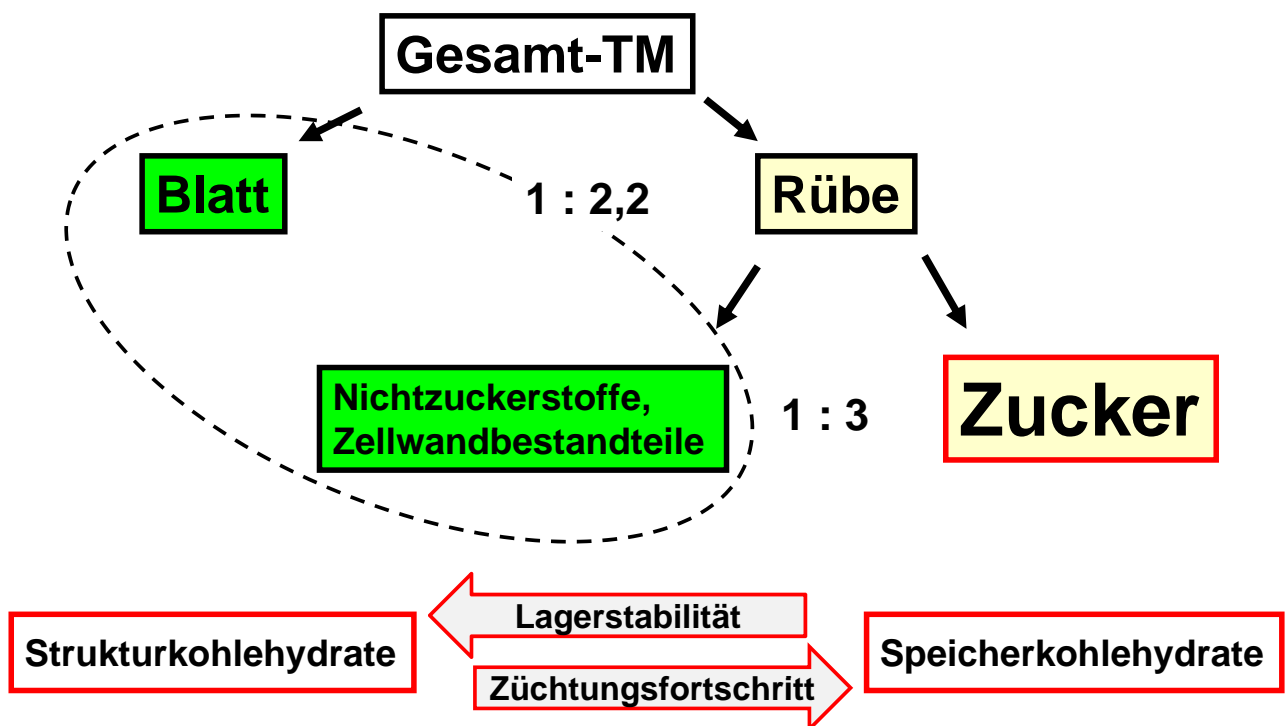 Gesamt-TM
Blatt
1 : 2,2
Rübe
Nichtzuckerstoffe,
Zellwandbestandteile
1 : 3
Zucker
Strukturkohlehydrate
Lagerstabilität
Züchtungsfortschritt
Speicherkohlehydrate